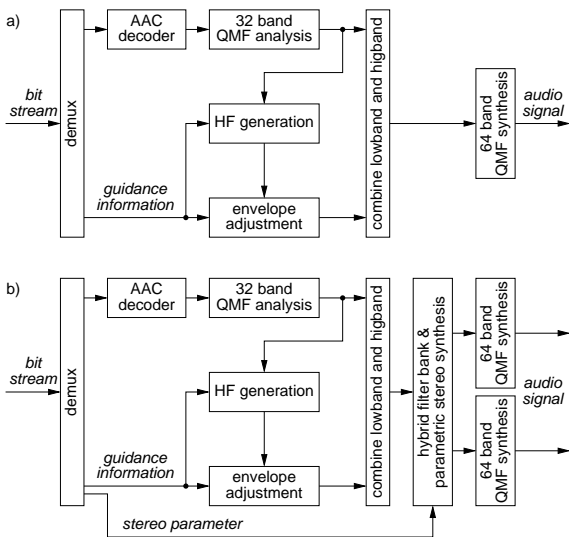 a)
bit
stream
demux
AAC
decoder
32 band
QMF analysis
HF generation
guidance
information
envelope
adjustment
combine lowband and higband
64 band
QMF synthesis
audio
signal
b)
bit
stream
demux
AAC
decoder
32 band
QMF analysis
HF generation
guidance
information
envelope
adjustment
stereo parameter
combine lowband and higband
hybrid filter bank &
parametric stereo synthesis
64 band
QMF synthesis
audio
signal
64 band
QMF synthesis